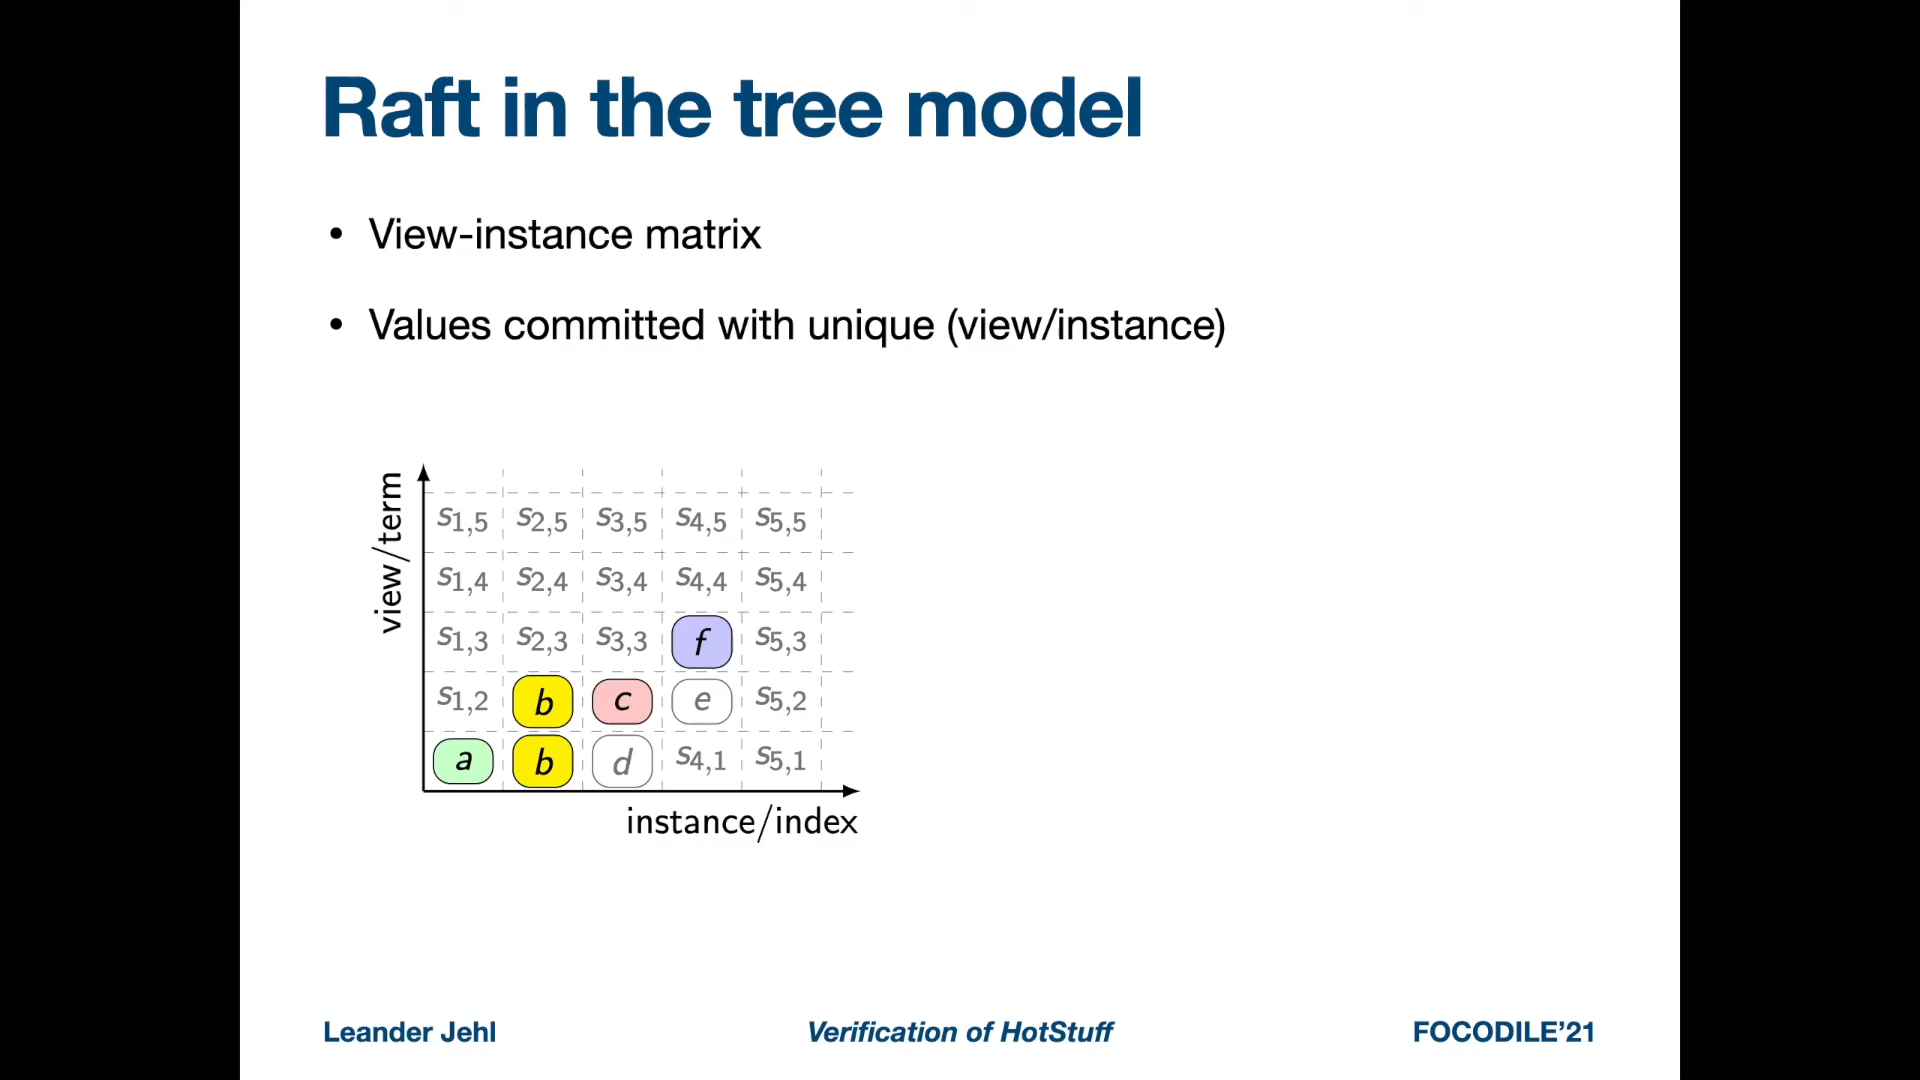 Raft in the tree model
• View-instance matrix
• Values committed with unique (view/instance)
view/term
s1,5 s2,5 s3,5 s4,5 s5,5
s1,4 s2,4 s3,4 s4,4 s5,4
s1,3 s2,3 s3,3 f s5,3
s1,2 b c e s5,2
a b d s4,1 s5,1
instance/index
Leander Jehl Verification of HotStuff FOCODILE’21